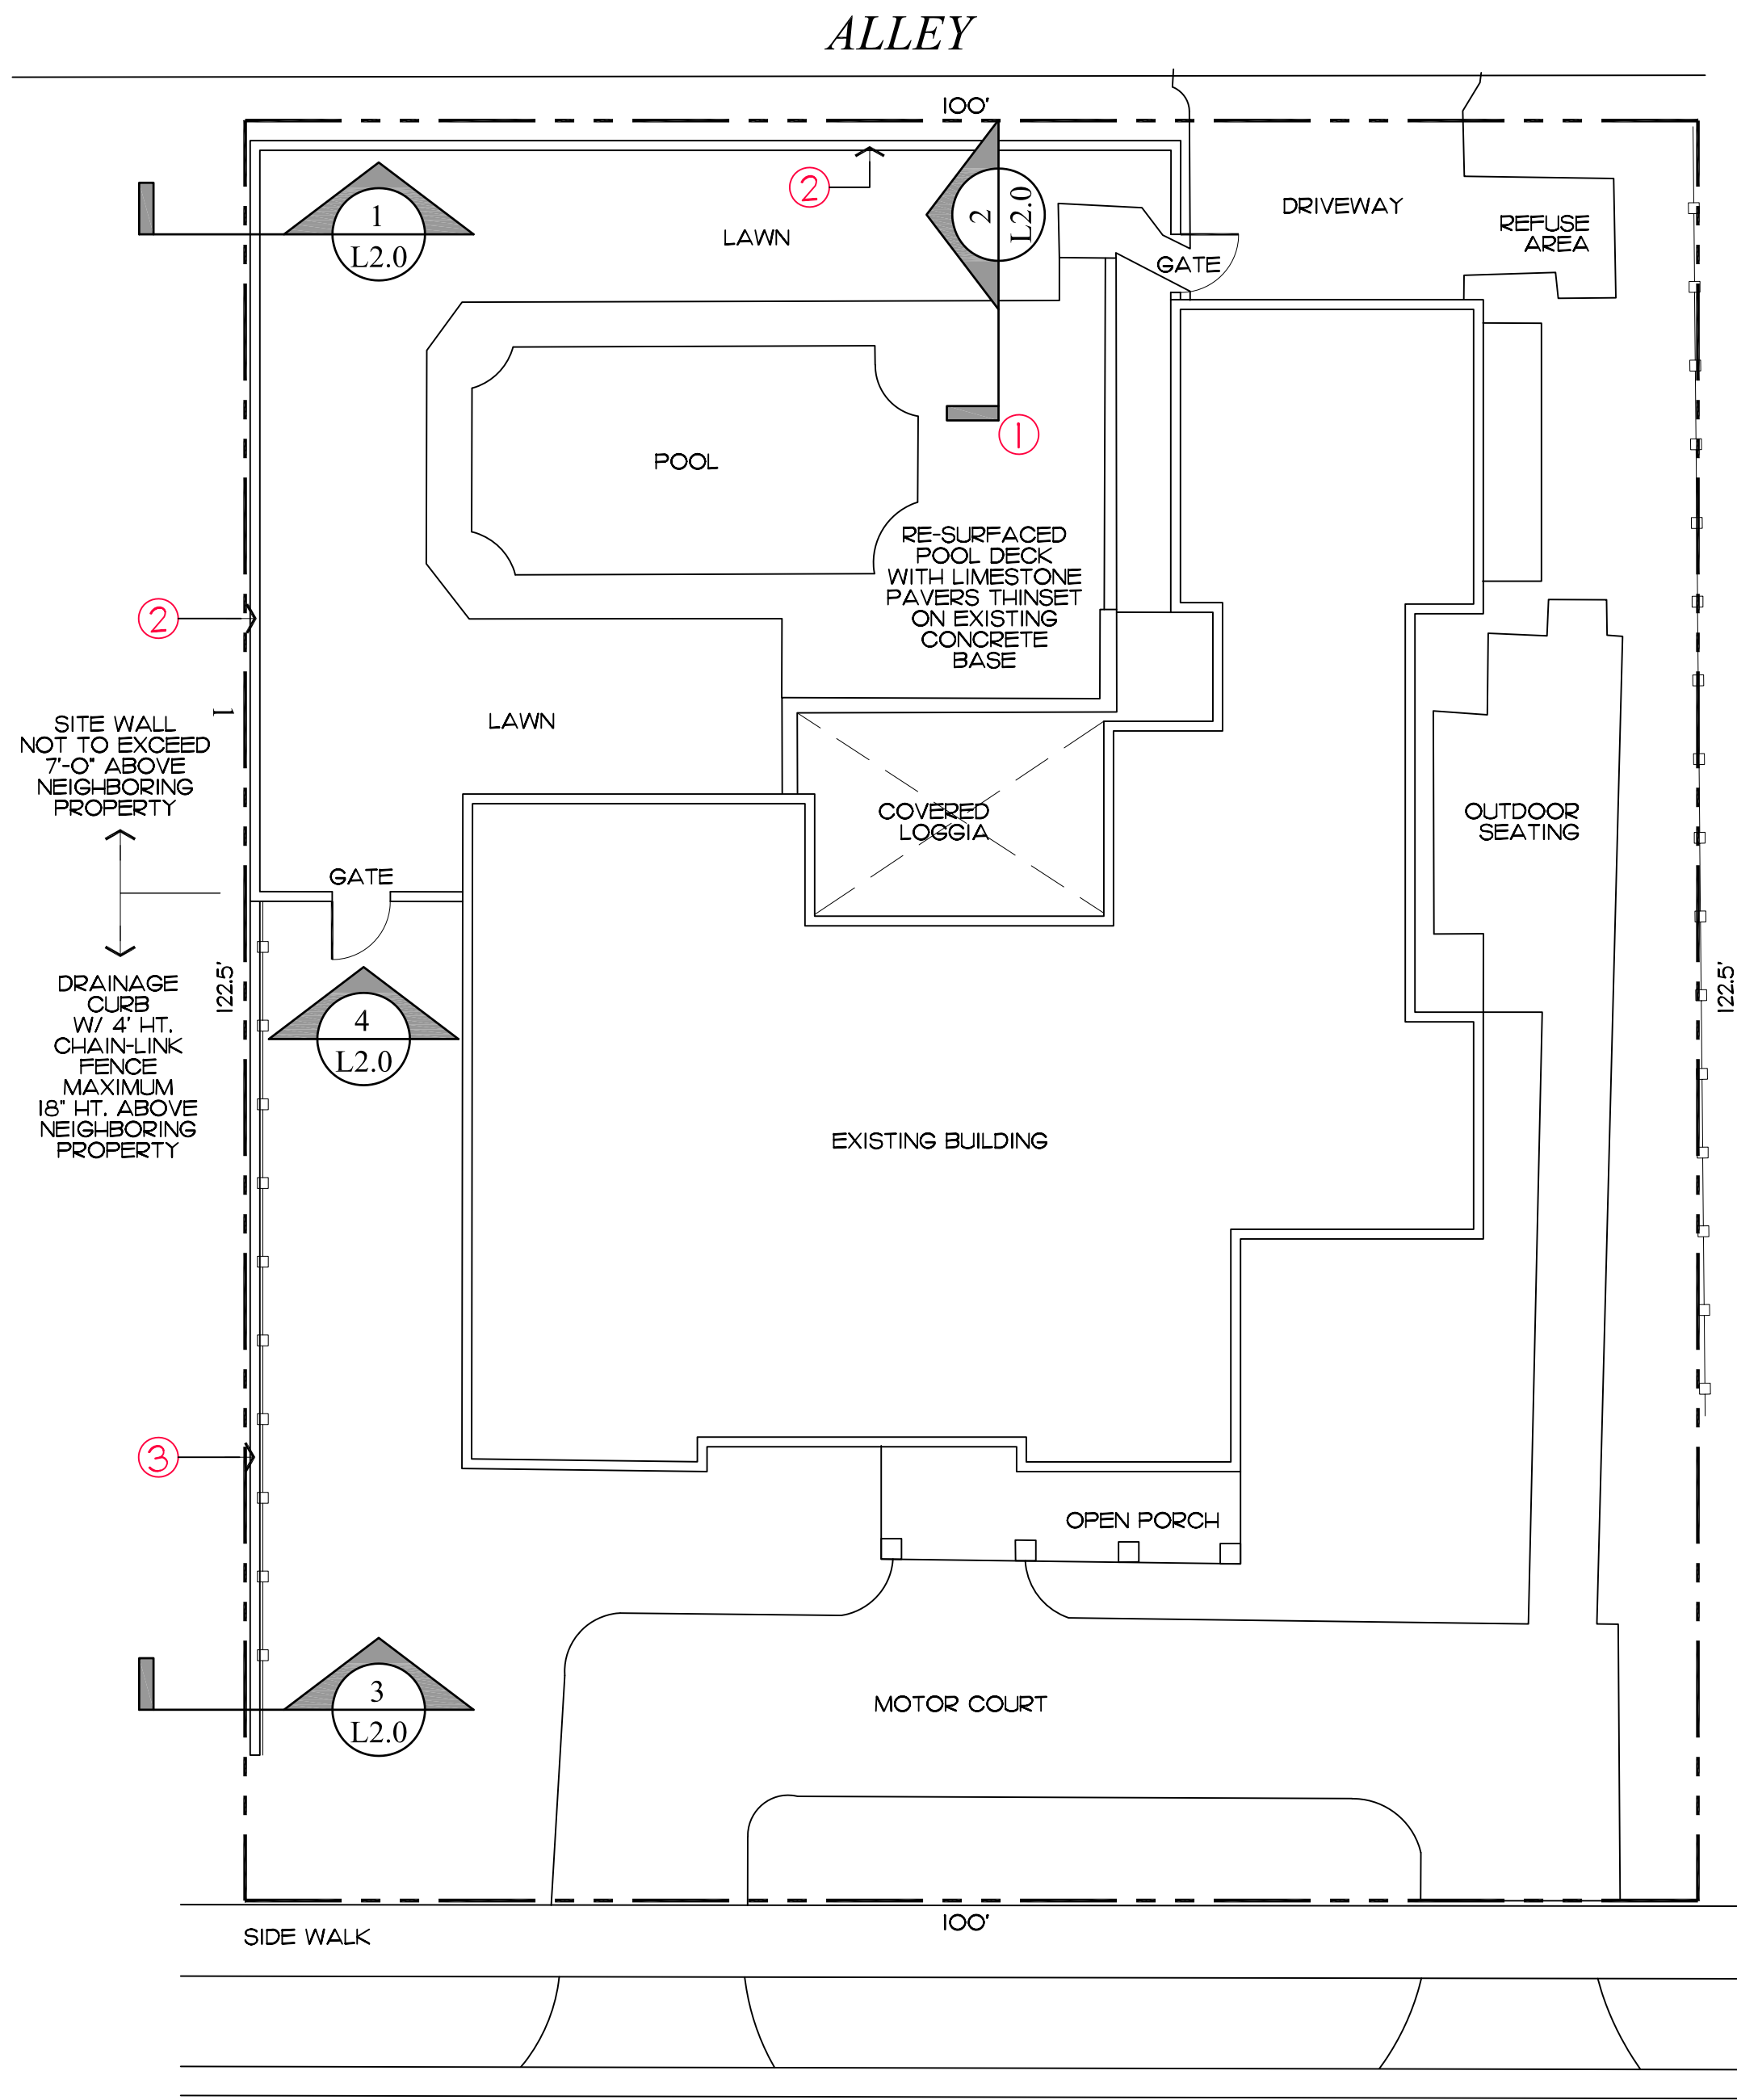 ALLEY
100'
2
1
L2.0
2
L2.0
LAWN
DRIVEWAY
REFUSE
AREA
GATE
1
POOL
RE-SURFACED
POOL DECK
WITH LIMESTONE
PAVERS THINSET
ON EXISTING
CONCRETE
BASE
2
SITE WALL
NOT TO EXCEED
7'-0" ABOVE
NEIGHBORING
PROPERTY
1
LAWN
COVERED
LOGGIA
OUTDOOR
SEATING
GATE
DRAINAGE
CURB
W/ 4' HT.
CHAIN-LINK
FENCE
MAXIMUM
18" HT. ABOVE
NEIGHBORING
PROPERTY
122.5'
4
L2.0
122.5'
EXISTING BUILDING
3
OPEN PORCH
3
L2.0
MOTOR COURT
100'
SIDE WALK